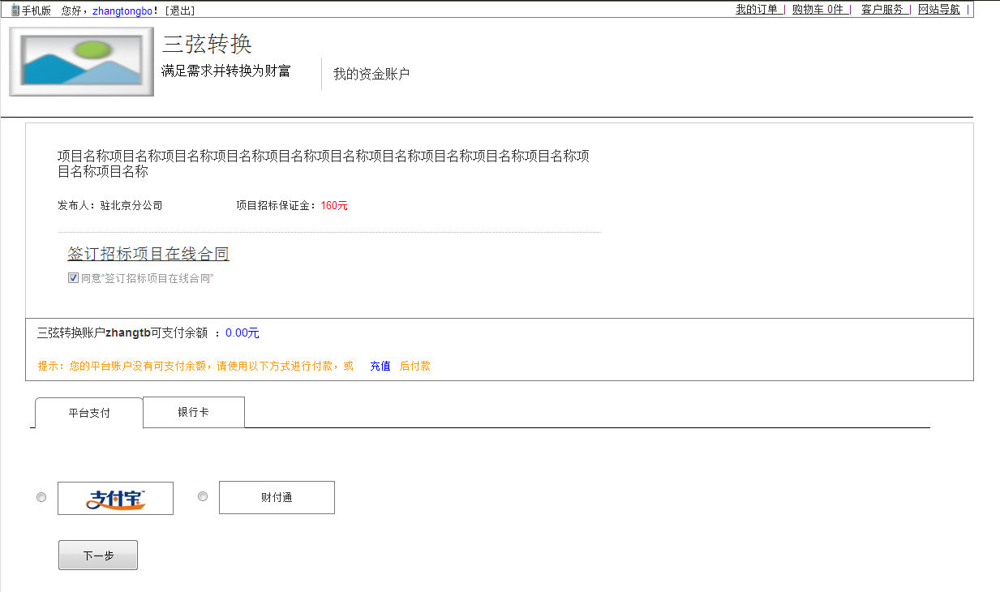 手机版 您好，zhangtongbo！[退出] 我的订单 | 购物车 0件 | 客户服务 | 网站导航 |
三弦转换
满足需求并转换为财富
我的资金账户
项目名称项目名称项目名称项目名称项目名称项目名称项目名称项目名称项目名称项目名称项
目名称项目名称
发布人：驻北京分公司 项目招标保证金：160元
签订招标项目在线合同
同意“签订招标项目在线合同”
三弦转换账户zhangtb可支付余额 ：0.00元
提示：您的平台账户没有可支付余额，请使用以下方式进行付款，或 充值 后付款
平台支付 银行卡
支付宝 财付通
下一步